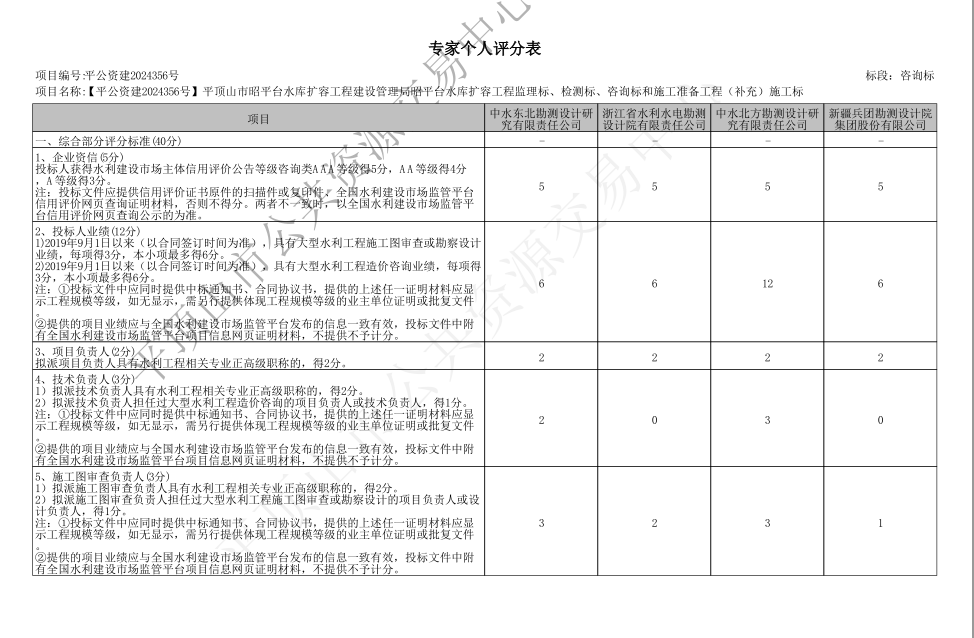 专家个人评分表
项目编号:平公资建2024356号
标段：咨询标
项目名称:【平公资建2024356号】平顶山市昭平台水库扩容工程建设管理局昭平台水库扩容工程监理标、检测标、咨询标和施工准备工程（补充）施工标
项目
中水东北勘测设计研
究有限责任公司
浙江省水利水电勘测
设计院有限责任公司
中水北方勘测设计研
究有限责任公司
新疆兵团勘测设计院
集团股份有限公司
一、综合部分评分标准(40分)
-
-
-
-
1、企业资信(5分)
投标人获得水利建设市场主体信用评价公告等级咨询类AAA等级得5分，AA等级得4分
，A等级得3分。
注：投标文件应提供信用评价证书原件的扫描件或复印件。全国水利建设市场监管平台
信用评价网页查询证明材料，否则不得分。两者不一致时，以全国水利建设市场监管平
台信用评价网页查询公示的为准。
5
5
5
5
2、投标人业绩(12分)
1)2019年9月1日以来（以合同签订时间为准），具有大型水利工程施工图审查或勘察设计
业绩，每项得3分，本小项最多得6分。
2)2019年9月1日以来（以合同签订时间为准），具有大型水利工程造价咨询业绩，每项得
3分，本小项最多得6分。
注：①投标文件中应同时提供中标通知书、合同协议书，提供的上述任一证明材料应显
示工程规模等级，如无显示，需另行提供体现工程规模等级的业主单位证明或批复文件
。
②提供的项目业绩应与全国水利建设市场监管平台发布的信息一致有效，投标文件中附
有全国水利建设市场监管平台项目信息网页证明材料，不提供不予计分。
6
6
12
6
3、项目负责人(2分)
拟派项目负责人具有水利工程相关专业正高级职称的，得2分。
2
2
2
2
4、技术负责人(3分)
1）拟派技术负责人具有水利工程相关专业正高级职称的，得2分。
2）拟派技术负责人担任过大型水利工程造价咨询的项目负责人或技术负责人，得1分。
注：①投标文件中应同时提供中标通知书、合同协议书，提供的上述任一证明材料应显
示工程规模等级，如无显示，需另行提供体现工程规模等级的业主单位证明或批复文件
。
②提供的项目业绩应与全国水利建设市场监管平台发布的信息一致有效，投标文件中附
有全国水利建设市场监管平台项目信息网页证明材料，不提供不予计分。
2
0
3
0
5、施工图审查负责人(3分)
1）拟派施工图审查负责人具有水利工程相关专业正高级职称的，得2分。
2）拟派施工图审查负责人担任过大型水利工程施工图审查或勘察设计的项目负责人或设
计负责人，得1分。
注：①投标文件中应同时提供中标通知书、合同协议书，提供的上述任一证明材料应显
示工程规模等级，如无显示，需另行提供体现工程规模等级的业主单位证明或批复文件
。
②提供的项目业绩应与全国水利建设市场监管平台发布的信息一致有效，投标文件中附
有全国水利建设市场监管平台项目信息网页证明材料，不提供不予计分。
3
2
3
1
平顶山市公共资源交易中心
平顶山市公共资源交易中